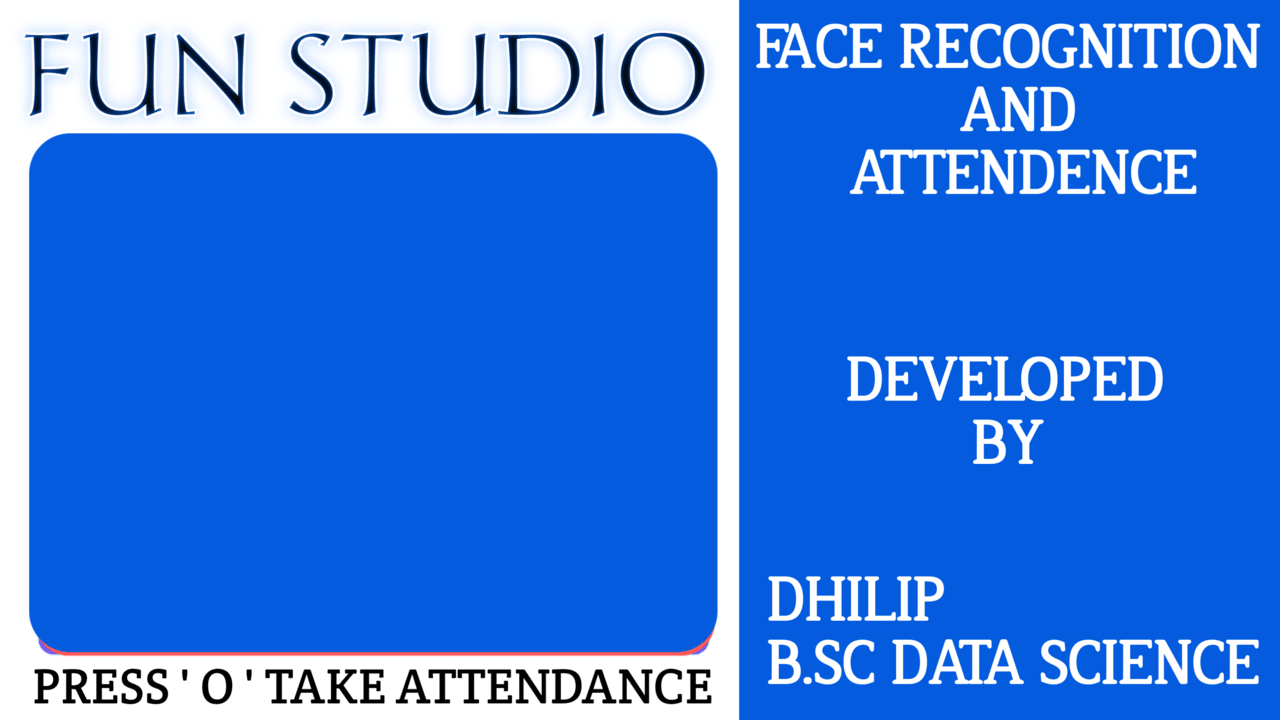 FUN STUDIO
PRESS ' O ' TAKE ATTENDANCE
FACE RECOGNITION
AND
ATTENDENCE
DEVELOPED
BY
DHILIP
B.SC DATA SCIENCE